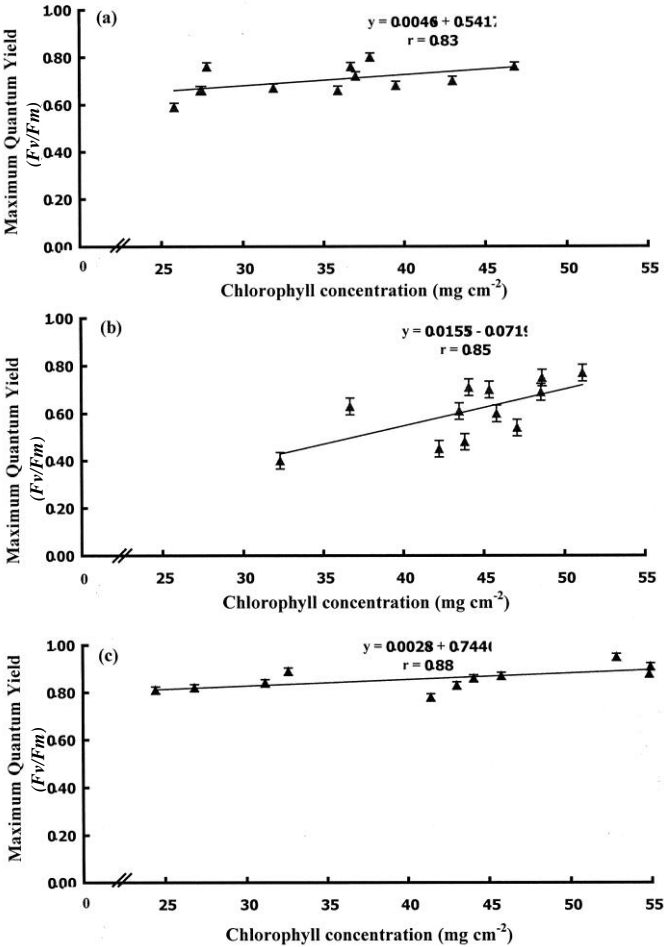 (a)
y = 0.0046 + 0.5417
r = 0.83
Maximum Quantum Yield
(Fv/Fm)
1.00
0.80
0.60
0.40
0.20
0.00
0 25 30 35 40 45 50 55
Chlorophyll concentration (mg cm-2)
(b)
y = 0.0155 - 0.0719
r = 0.85
Maximum Quantum Yield
(Fv/Fm)
1.00
0.80
0.60
0.40
0.20
0.00
0 25 30 35 40 45 50 55
Chlorophyll concentration (mg cm-2)
(c)
y = 0.0028 + 0.7440
r = 0.88
Maximum Quantum Yield
(Fv/Fm)
1.00
0.80
0.60
0.40
0.20
0.00
0 25 30 35 40 45 50 55
Chlorophyll concentration (mg cm-2)